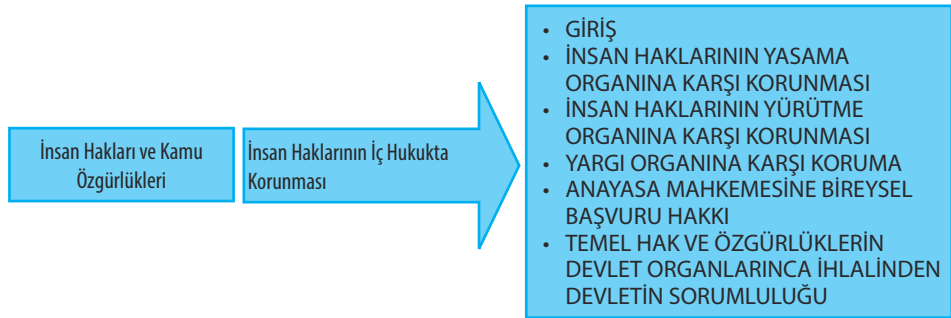 İnsan Hakları ve Kamu
Özgürlükleri
İnsan Haklarının İç Hukukta
Korunması
• GİRİŞ
• İNSAN HAKLARININ YASAMA
ORGANINA KARŞI KORUNMASI
• İNSAN HAKLARININ YÜRÜTME
ORGANINA KARŞI KORUNMASI
• YARGI ORGANINA KARŞI KORUMA
• ANAYASA MAHKEMESİNE BİREYSEL
BAŞVURU HAKKI
• TEMEL HAK VE ÖZGÜRLÜKLERİN
DEVLET ORGANLARINCA İHLALİNDEN
DEVLETİN SORUMLULUĞU